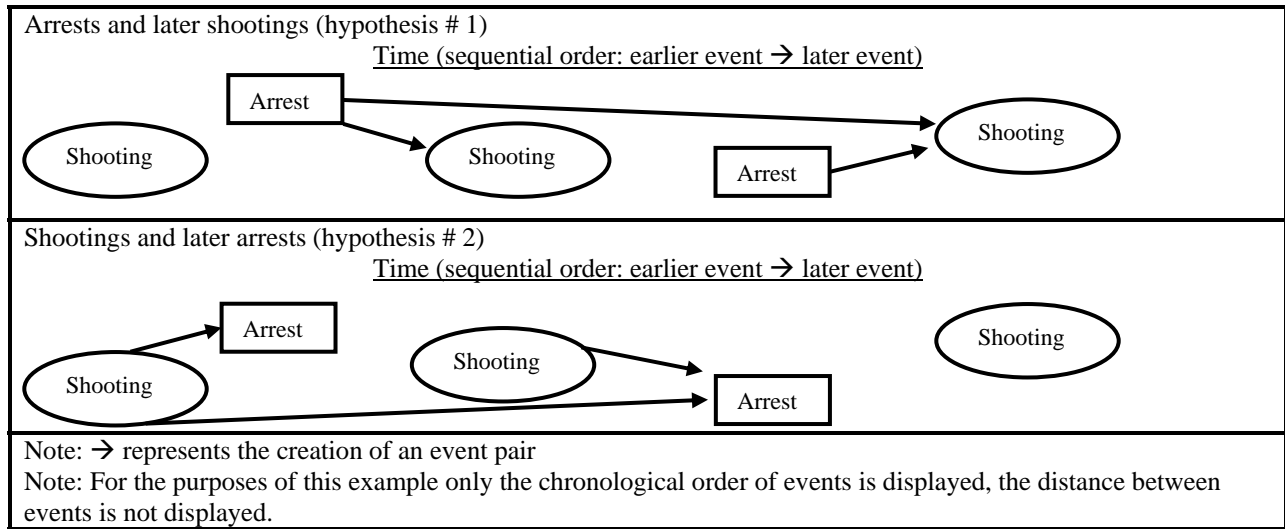 Arrests and later shootings (hypothesis # 1)
Time (sequential order: earlier event → later event)
Arrest
Shooting
Shooting
Arrest
Shooting
Shootings and later arrests (hypothesis # 2)
Time (sequential order: earlier event → later event)
Shooting
Arrest
Shooting
Arrest
Shooting
Note: → represents the creation of an event pair
Note: For the purposes of this example only the chronological order of events is displayed, the distance between
events is not displayed.